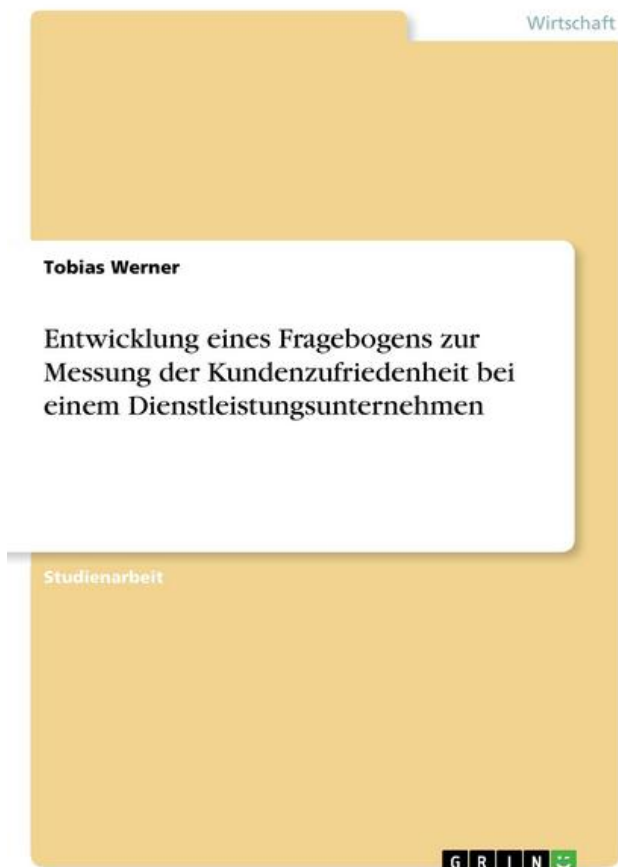 Wirtschaft
Tobias Werner
Entwicklung eines Fragebogens zur
Messung der Kundenzufriedenheit bei
einem Dienstleistungsunternehmen
Studienarbeit
GRIN